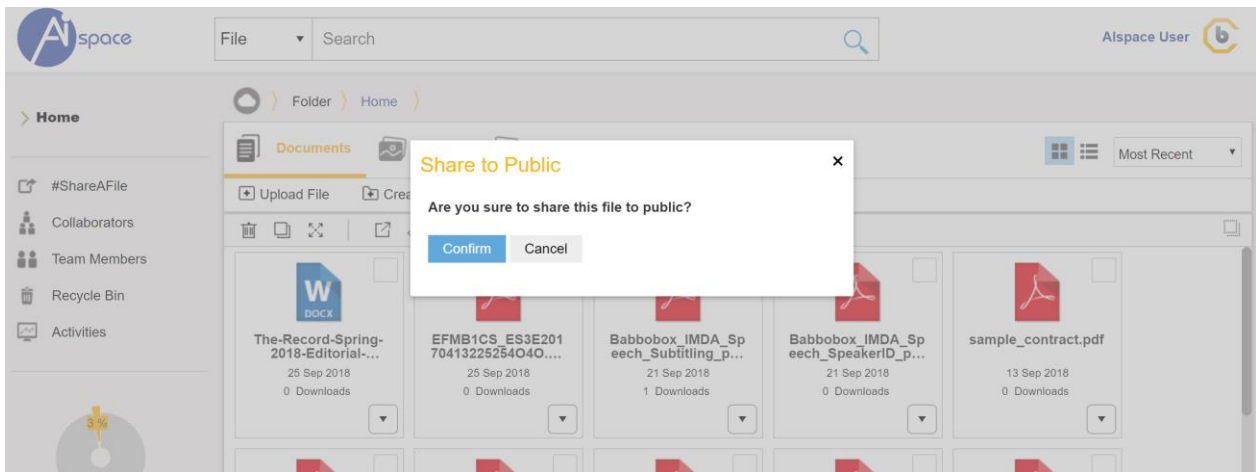 Ai space
File
Search
AIspace User
b
Folder
Home
Home
Documents
Most Recent
Share to Public
×
Are you sure to share this file to public?
Confirm
Cancel
Upload File
Crea
#ShareAFile
Collaborators
Team Members
Recycle Bin
Activities
W
DOCX
The-Record-Spring-
2018-Editorial-...
25 Sep 2018
0 Downloads
EFMB1CS_ES3E201
70413225254O4O....
25 Sep 2018
0 Downloads
Babbobox_IMDA_Sp
eech_Subtitling_p...
21 Sep 2018
1 Downloads
Babbobox_IMDA_Sp
eech_SpeakerID_p...
21 Sep 2018
0 Downloads
sample_contract.pdf
13 Sep 2018
0 Downloads
3 %